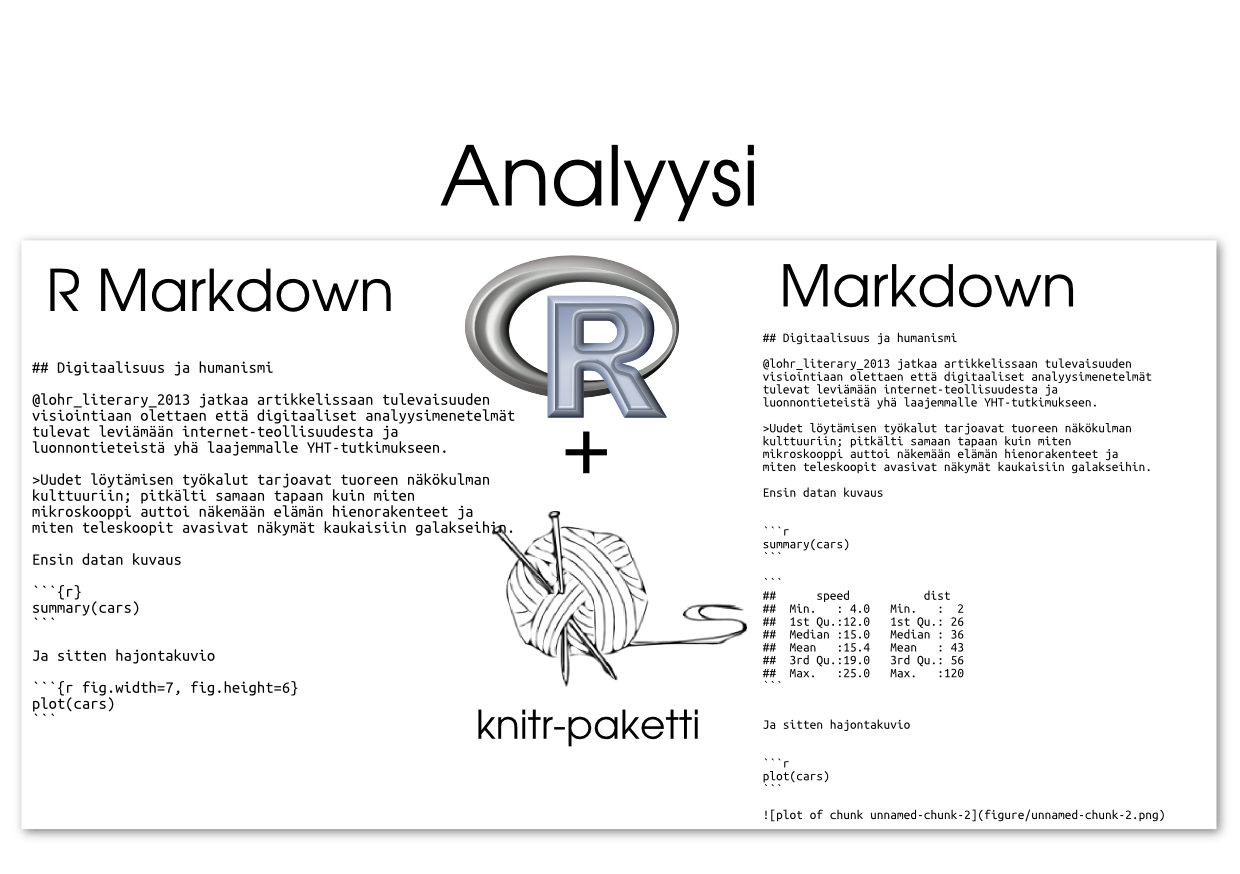 Analyysi
R Markdown
## Digitaalisuus ja humanismi
@lohr_literary_2013 jatkaa artikkelissaan tulevaisuuden
visiointiaan olettaen että digitaaliset analyysimenetelmät
tulevat leviämään internet-teollisuudesta ja
luonnontieteistä yhä laajemmalle YHT-tutkimukseen.
>Uudet löytämisen työkalut tarjoavat tuoreen näkökulman
kulttuuriin; pitkälti samaan tapaan kuin miten
mikroskooppi auttoi näkemään elämän hienorakenteet ja
miten teleskoopit avasivat näkymät kaukaisiin galakseihin.
Ensin datan kuvaus
```{r}
summary(cars)
```
Ja sitten hajontakuvio
```{r fig.width=7, fig.height=6}
plot(cars)
```
R
+
knitr-paketti
Markdown
## Digitaalisuus ja humanismi
@lohr_literary_2013 jatkaa artikkelissaan tulevaisuuden
visiointiaan olettaen että digitaaliset analyysimenetelmät
tulevat leviämään internet-teollisuudesta ja
luonnontieteistä yhä laajemmalle YHT-tutkimukseen.
>Uudet löytämisen työkalut tarjoavat tuoreen näkökulman
kulttuuriin; pitkälti samaan tapaan kuin miten
mikroskooppi auttoi näkemään elämän hienorakenteet ja
miten teleskoopit avasivat näkymät kaukaisiin galakseihin.
Ensin datan kuvaus
```r
summary(cars)
```
```
##      speed           dist
##  Min.   : 4.0   Min.   :  2
##  1st Qu.:12.0   1st Qu.: 26
##  Median :15.0   Median : 36
##  Mean   :15.4   Mean   : 43
##  3rd Qu.:19.0   3rd Qu.: 56
##  Max.   :25.0   Max.   :120
```
Ja sitten hajontakuvio
```r
plot(cars)
```
![plot of chunk unnamed-chunk-2](figure/unnamed-chunk-2.png)